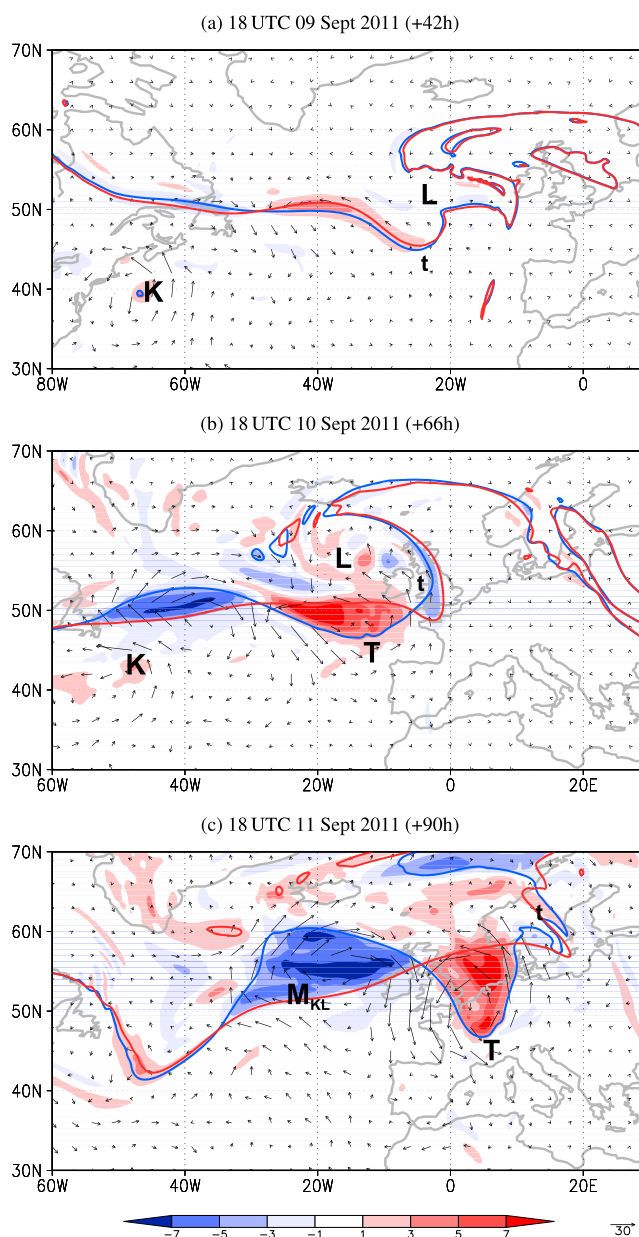 (a) 18 UTC 09 Sept 2011 (+42h)
70N
60N
L
50N
t
40N
K
30N
80W 60W 40W 20W 0
(b) 18 UTC 10 Sept 2011 (+66h)
70N
60N
L
t
50N
T
K
40N
30N
60W 40W 20W 0 20E
(c) 18 UTC 11 Sept 2011 (+90h)
70N
t
60N
M_KL
50N
T
40N
30N
60W 40W 20W 0 20E
-7 -5 -3 -1 1 3 5 7
30